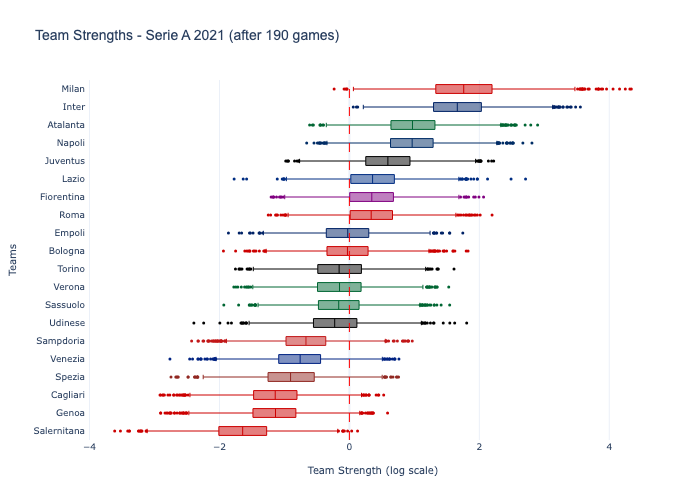 Team Strengths - Serie A 2021 (after 190 games)
Milan
Inter
Atalanta
Napoli
Juventus
Lazio
Fiorentina
Roma
Empoli
Bologna
Torino
Verona
Sassuolo
Udinese
Sampdoria
Venezia
Spezia
Cagliari
Genoa
Salernitana
Teams
−4 −2 0 2 4
Team Strength (log scale)